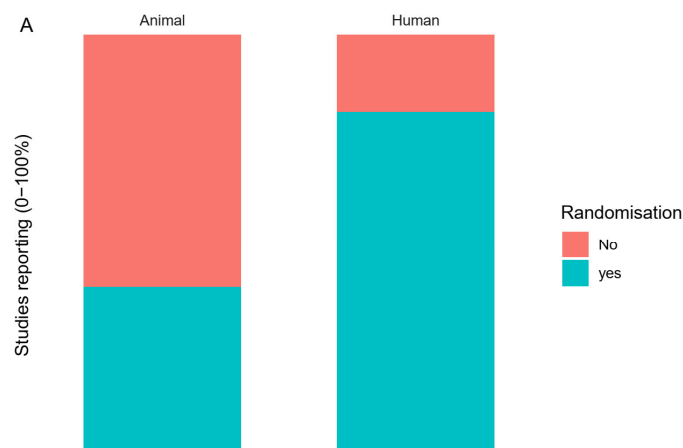 A
Animal
Human
Studies reporting (0−100%)
Randomisation
No
yes